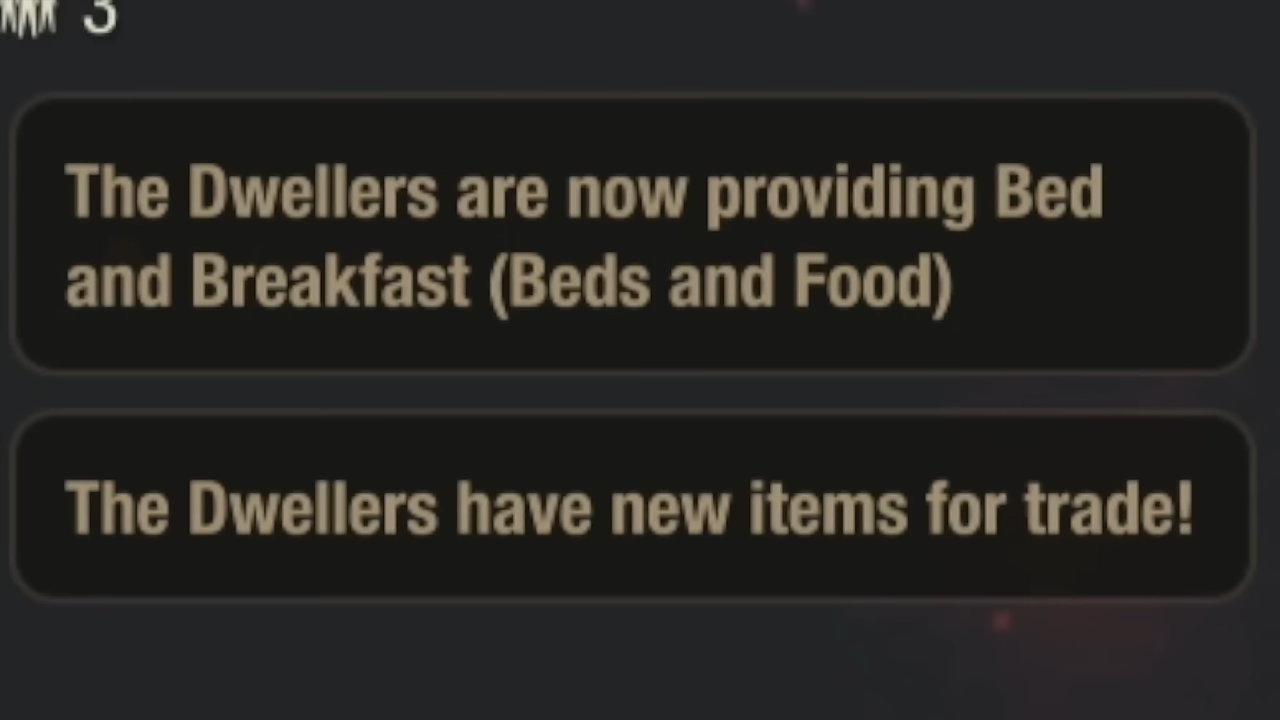 3
The Dwellers are now providing Bed
and Breakfast (Beds and Food)
The Dwellers have new items for trade!